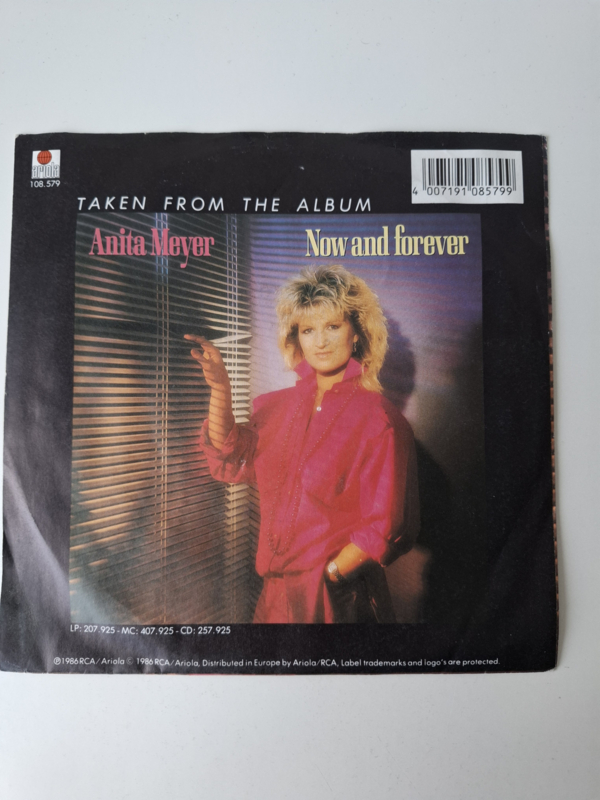 ariola
108.579
4 007191 085799
TAKEN FROM THE ALBUM
Anita Meyer Now and forever
LP: 207.925 - MC: 407.925 - CD: 257.925
℗ 1986 RCA/Ariola © 1986 RCA/Ariola, Distributed in Europe by Ariola/RCA, Label trademarks and logo's are protected.